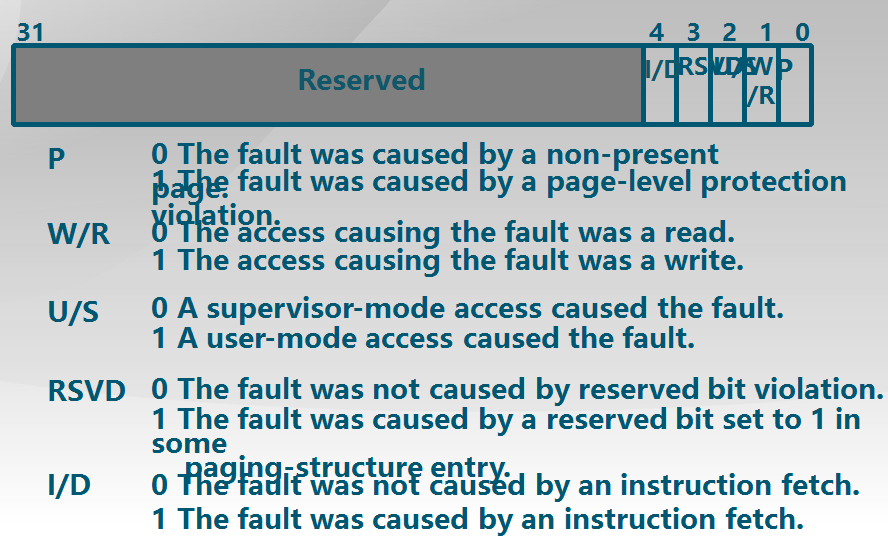 31 4 3 2 1 0
Reserved I/D RSVD U/S W P
/R
P 0 The fault was caused by a non-present
page.
1 The fault was caused by a page-level protection
violation.
W/R 0 The access causing the fault was a read.
1 The access causing the fault was a write.
U/S 0 A supervisor-mode access caused the fault.
1 A user-mode access caused the fault.
RSVD 0 The fault was not caused by reserved bit violation.
1 The fault was caused by a reserved bit set to 1 in
some
paging-structure entry.
I/D 0 The fault was not caused by an instruction fetch.
1 The fault was caused by an instruction fetch.